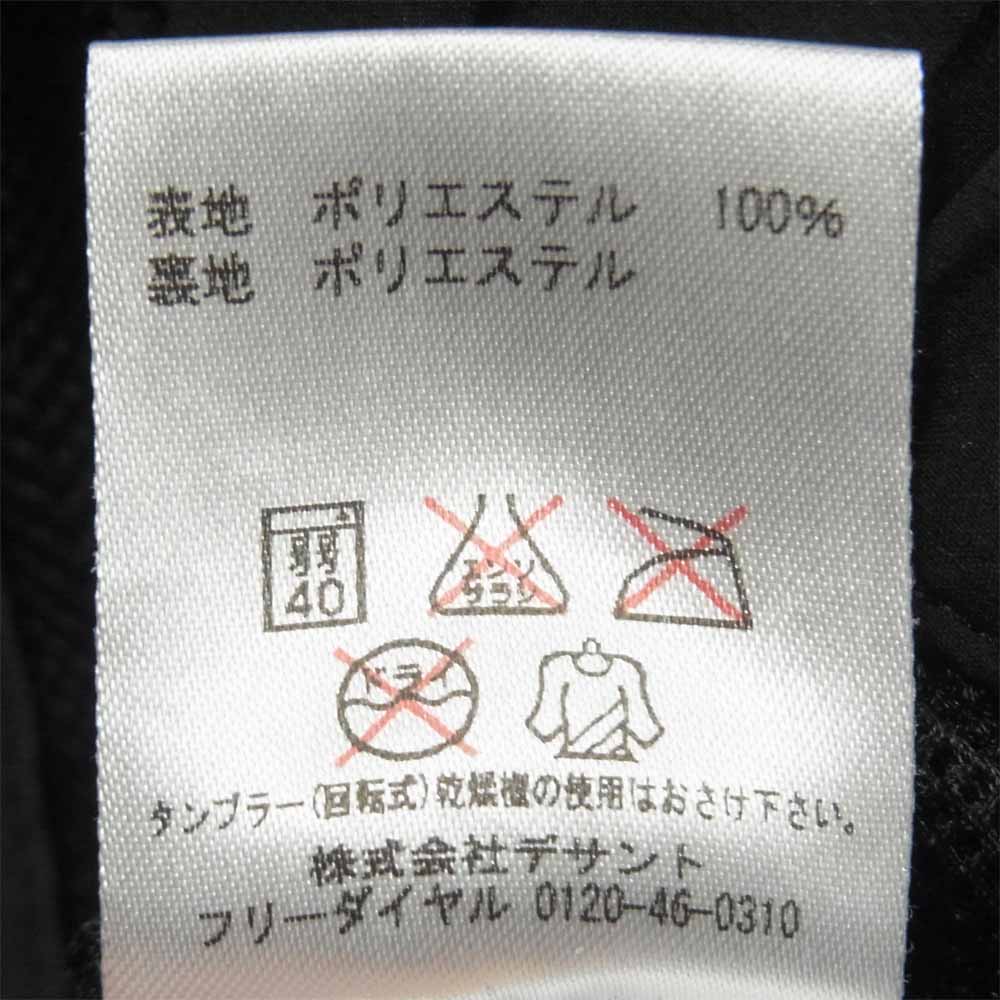 表地 ポリエステル 100%
裏地 ポリエステル
弱
40
エンソ
サラシ
ドライ
タンブラー(回転式)乾燥機の使用はおさけ下さい。
株式会社デサント
フリーダイヤル 0120-46-0310